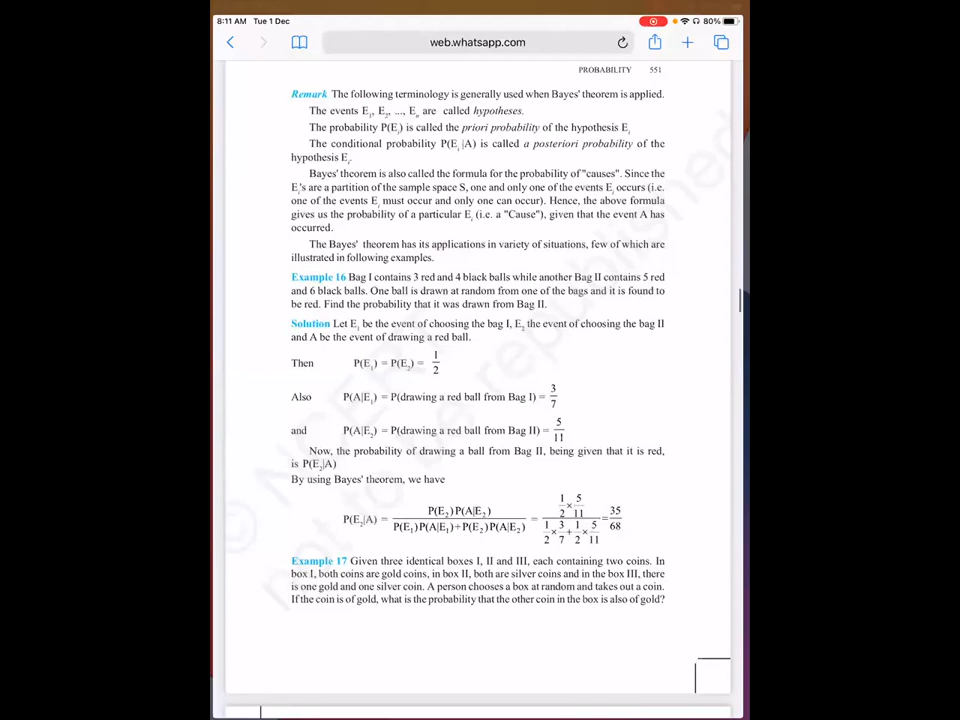 8:11 AM Tue 1 Dec
80%
web.whatsapp.com
PROBABILITY 551
Remark The following terminology is generally used when Bayes' theorem is applied.
The events E₁, E₂, ..., Eₙ are called hypotheses.
The probability P(Eᵢ) is called the priori probability of the hypothesis Eᵢ
The conditional probability P(Eᵢ |A) is called a posteriori probability of the
hypothesis Eᵢ.
Bayes' theorem is also called the formula for the probability of "causes". Since the
Eᵢ's are a partition of the sample space S, one and only one of the events Eᵢ occurs (i.e.
one of the events Eᵢ must occur and only one can occur). Hence, the above formula
gives us the probability of a particular Eᵢ (i.e. a "Cause"), given that the event A has
occurred.
The Bayes' theorem has its applications in variety of situations, few of which are
illustrated in following examples.
Example 16 Bag I contains 3 red and 4 black balls while another Bag II contains 5 red
and 6 black balls. One ball is drawn at random from one of the bags and it is found to
be red. Find the probability that it was drawn from Bag II.
Solution Let E₁ be the event of choosing the bag I, E₂ the event of choosing the bag II
and A be the event of drawing a red ball.
Then P(E₁) = P(E₂) = 1/2
Also P(A|E₁) = P(drawing a red ball from Bag I) = 3/7
and P(A|E₂) = P(drawing a red ball from Bag II) = 5/11
Now, the probability of drawing a ball from Bag II, being given that it is red,
is P(E₂|A)
By using Bayes' theorem, we have
P(E₂|A) = P(E₂) P(A|E₂) / (P(E₁) P(A|E₁) + P(E₂) P(A|E₂)) = (1/2 × 5/11) / (1/2 × 3/7 + 1/2 × 5/11) = 35/68
Example 17 Given three identical boxes I, II and III, each containing two coins. In
box I, both coins are gold coins, in box II, both are silver coins and in the box III, there
is one gold and one silver coin. A person chooses a box at random and takes out a coin.
If the coin is of gold, what is the probability that the other coin in the box is also of gold?
© NCERT
not to be republished